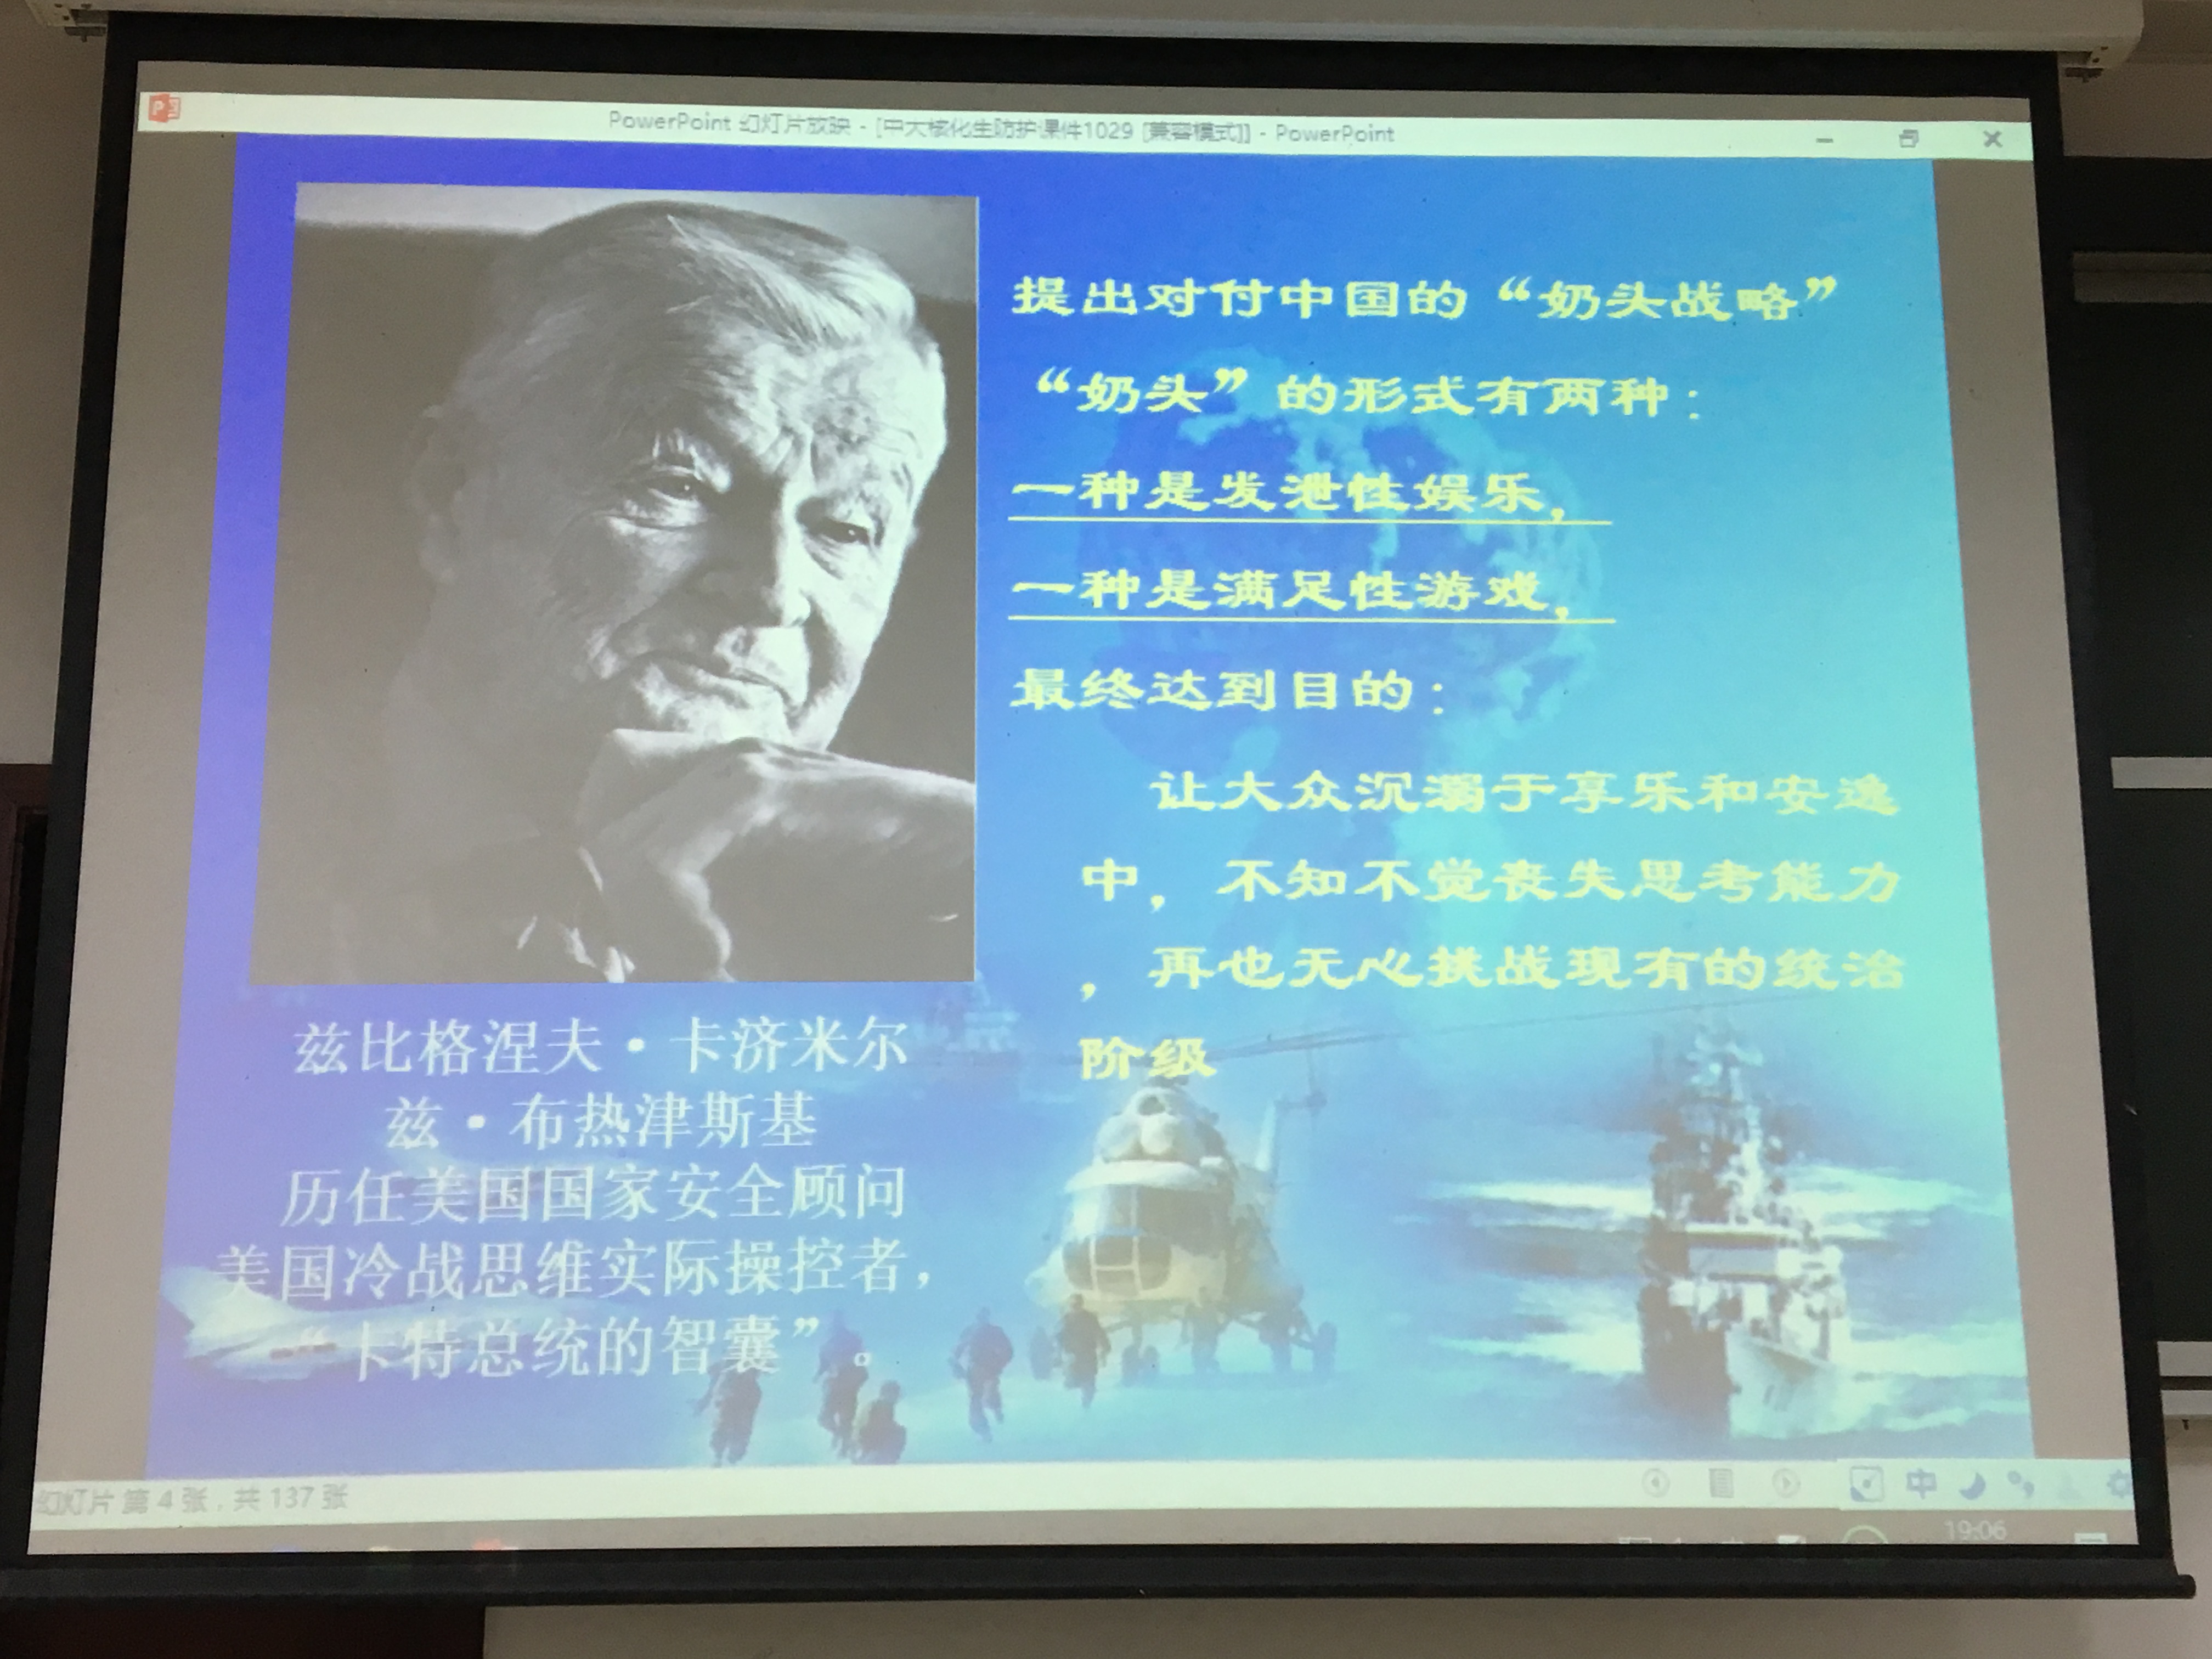 PowerPoint 幻灯片放映 - [中大核化生防护课件1029 [兼容模式]] - PowerPoint
提出对付中国的“奶头战略”
“奶头”的形式有两种：
一种是发泄性娱乐，
一种是满足性游戏，
最终达到目的：
让大众沉溺于享乐和安逸
中，不知不觉丧失思考能力
，再也无心挑战现有的统治
阶级
兹比格涅夫·卡济米尔
兹·布热津斯基
历任美国国家安全顾问
美国冷战思维实际操控者，
“卡特总统的智囊”。
幻灯片 第 4 张，共 137 张
中
19:06